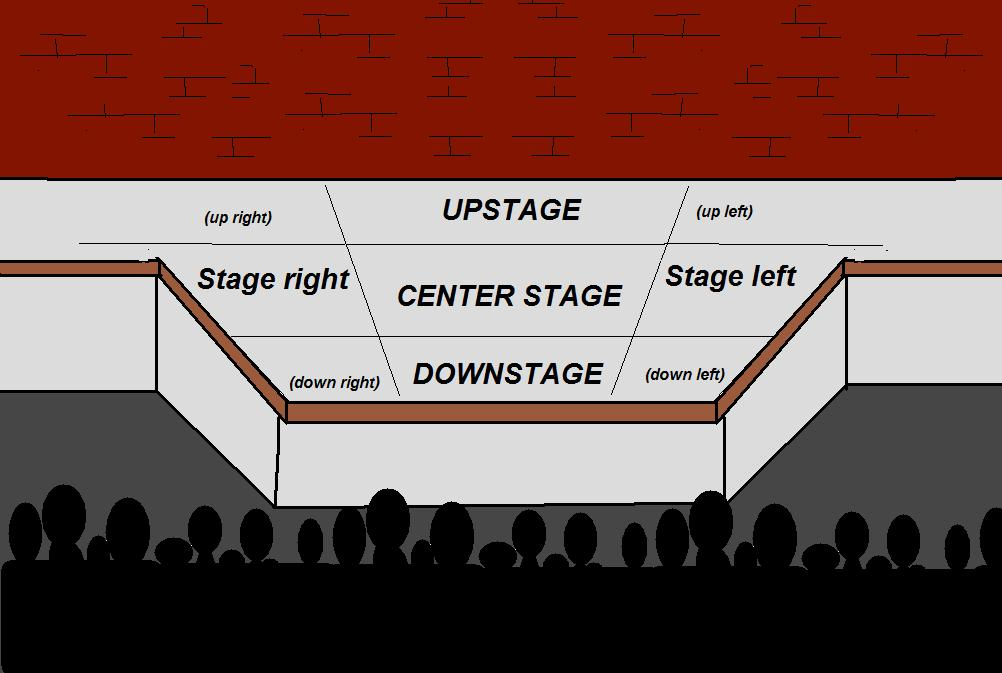 UPSTAGE
(up right)
(up left)
Stage right
CENTER STAGE
Stage left
(down right)
DOWNSTAGE
(down left)